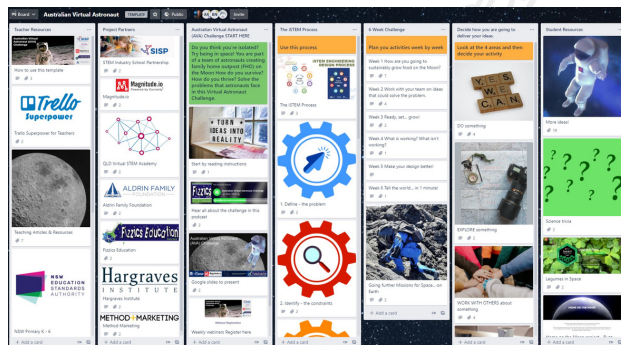 Board
Australian Virtual Astronaut
TEMPLATE
Public
Invite
Teacher Resources
How to use this template
Trello
Superpower
Trello Superpower for Teachers
Teaching Articles & Resources
NSW
EDUCATION
STANDARDS
AUTHORITY
NSW Primary K - 6
+ Add a card
Project Partners
SISP
STEM Industry School Partnership
Magnitude.io
Magnitude.io
QLD Virtual STEM Academy
ALDRIN FAMILY
FOUNDATION
Aldrin Family Foundation
Fizzics Education
Fizzics Education
Hargraves
INSTITUTE
Hargraves Institute
METHOD+MARKETING
Method Marketing
+ Add a card
Australian Virtual Astronaut
(AVA) Challenge START HERE
Do you think you're isolated?
Try being in space! You are part
of a team of astronauts creating
family home outpost (FHO) on
the Moon How do you survive?
How do you thrive? Solve the
problems that astronauts face
in this Virtual Astronaut
Challenge.
TURN
IDEAS INTO
REALITY
Start by reading instructions
Hear all about the challenge in this
podcast
Google slides to present
Weekly webinars Register here
+ Add a card
The iSTEM Process
Use this process
iSTEM ENGINEERING
DESIGN PROCESS
The iSTEM Process
1. Define - the problem
2. Identify - the constraints
+ Add a card
6 Week Challenge
Plan you activities week by week
Week 1 How are you going to
sustainably grow food on the Moon?
Week 2 Work with your team on ideas
that could solve the problem.
Week 3 Ready, set... grow!
Week 4 What is working? What isn't
working?
Week 5 Make your design better!
Week 6 Tell the world... in 1 minute!
Going further Missions for Space... on
Earth
+ Add a card
Decide how you are going to
deliver your ideas.
Look at the 4 areas and then
decide your activity
YES
WE
CAN
DO something
EXPLORE something
WORK WITH OTHERS about
something
+ Add a card
Student Resources
More ideas!
Science trivia
Legumes in Space
+ Add a card